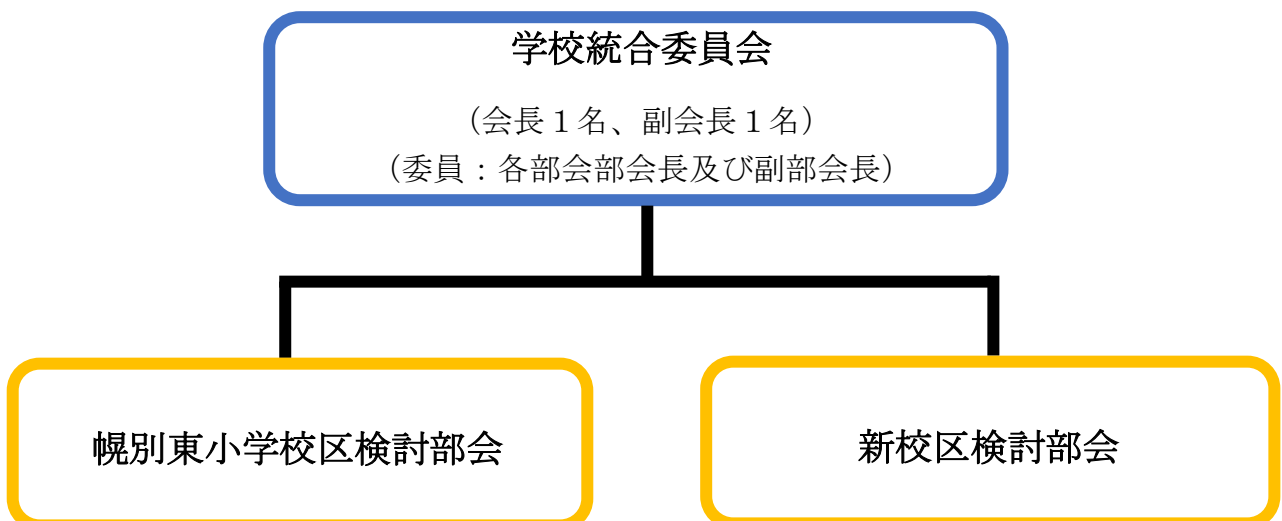 学校統合委員会
（会長１名、副会長１名）
（委員：各部会部会長及び副部会長）
幌別東小学校区検討部会
新校区検討部会